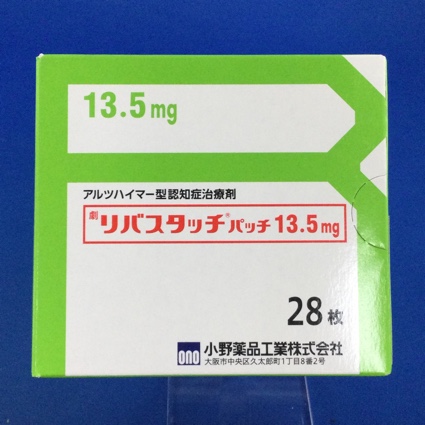 13.5mg
アルツハイマー型認知症治療剤
劇 リバスタッチ®パッチ 13.5mg
28枚
ono 小野薬品工業株式会社
大阪市中央区久太郎町1丁目8番2号